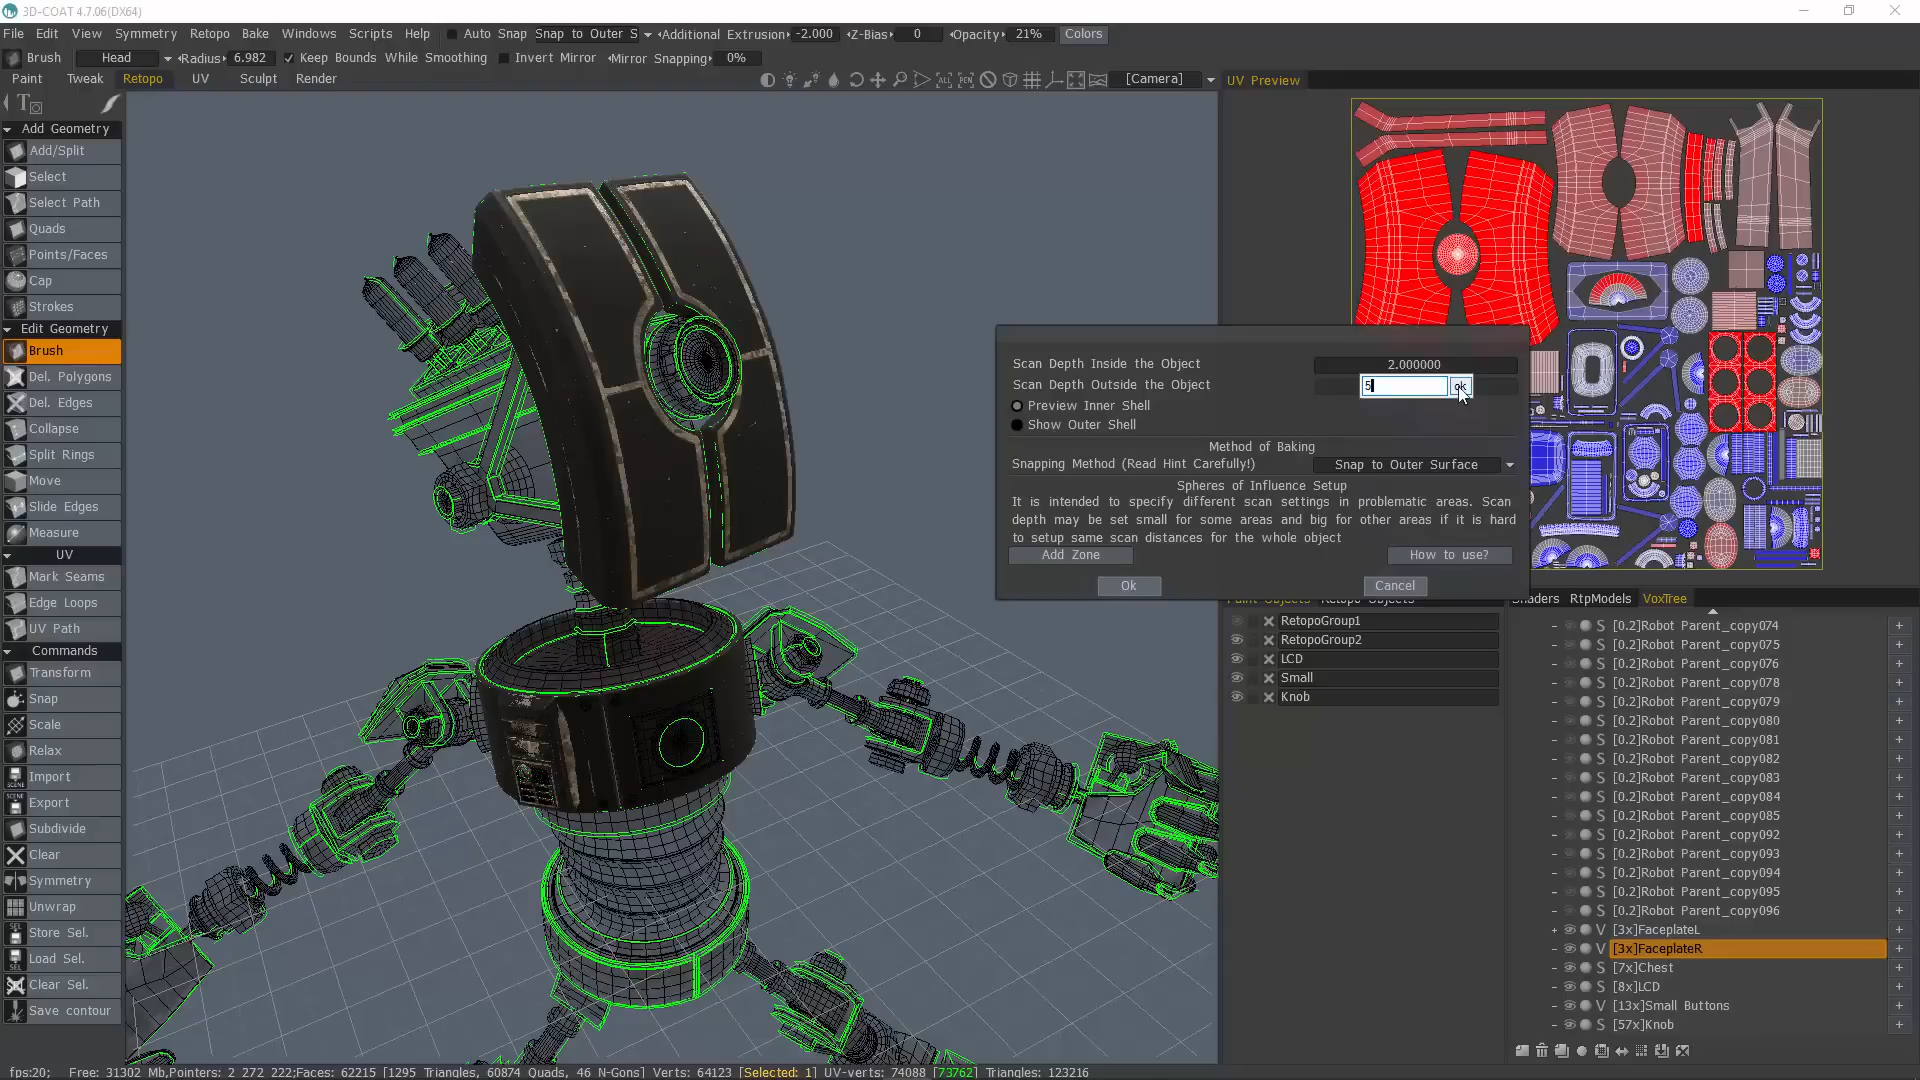 3D-COAT 4.7.06(DX64)
File Edit View Symmetry Retopo Bake Windows Scripts Help Auto Snap Snap to Outer S Additional Extrusion -2.000 Z-Bias 0 Opacity 21% Colors
Brush Head Radius 6.982 Keep Bounds While Smoothing Invert Mirror Mirror Snapping 0%
Paint Tweak Retopo UV Sculpt Render [Camera] UV Preview
Add Geometry
Add/Split
Select
Select Path
Quads
Points/Faces
Cap
Strokes
Edit Geometry
Brush
Del. Polygons
Del. Edges
Collapse
Split Rings
Move
Slide Edges
Measure
UV
Mark Seams
Edge Loops
UV Path
Commands
Transform
Snap
Scale
Relax
Import
Export
Subdivide
Clear
Symmetry
Unwrap
Store Sel.
Load Sel.
Clear Sel.
Save contour
Scan Depth Inside the Object 2.000000
Scan Depth Outside the Object 5 ok
Preview Inner Shell
Show Outer Shell
Method of Baking
Snapping Method (Read Hint Carefully!) Snap to Outer Surface
Spheres of Influence Setup
It is intended to specify different scan settings in problematic areas. Scan
depth may be set small for some areas and big for other areas if it is hard
to setup same scan distances for the whole object
Add Zone How to use?
Ok Cancel
RtpModels VoxTree
RetopoGroup1
RetopoGroup2
LCD
Small
Knob
S [0.2]Robot Parent_copy074
S [0.2]Robot Parent_copy075
S [0.2]Robot Parent_copy076
S [0.2]Robot Parent_copy078
S [0.2]Robot Parent_copy079
S [0.2]Robot Parent_copy080
S [0.2]Robot Parent_copy081
S [0.2]Robot Parent_copy082
S [0.2]Robot Parent_copy083
S [0.2]Robot Parent_copy084
S [0.2]Robot Parent_copy085
S [0.2]Robot Parent_copy092
S [0.2]Robot Parent_copy093
S [0.2]Robot Parent_copy094
S [0.2]Robot Parent_copy095
S [0.2]Robot Parent_copy096
V [3x]FaceplateL
V [3x]FaceplateR
S [7x]Chest
S [8x]LCD
V [13x]Small Buttons
S [57x]Knob
fps:20; Free: 31302 Mb,Pointers: 2 272 222;Faces: 62215 [1295 Triangles, 60874 Quads, 46 N-Gons] Verts: 64123 [Selected: 1] UV-verts: 74088 [73762] Triangles: 123216